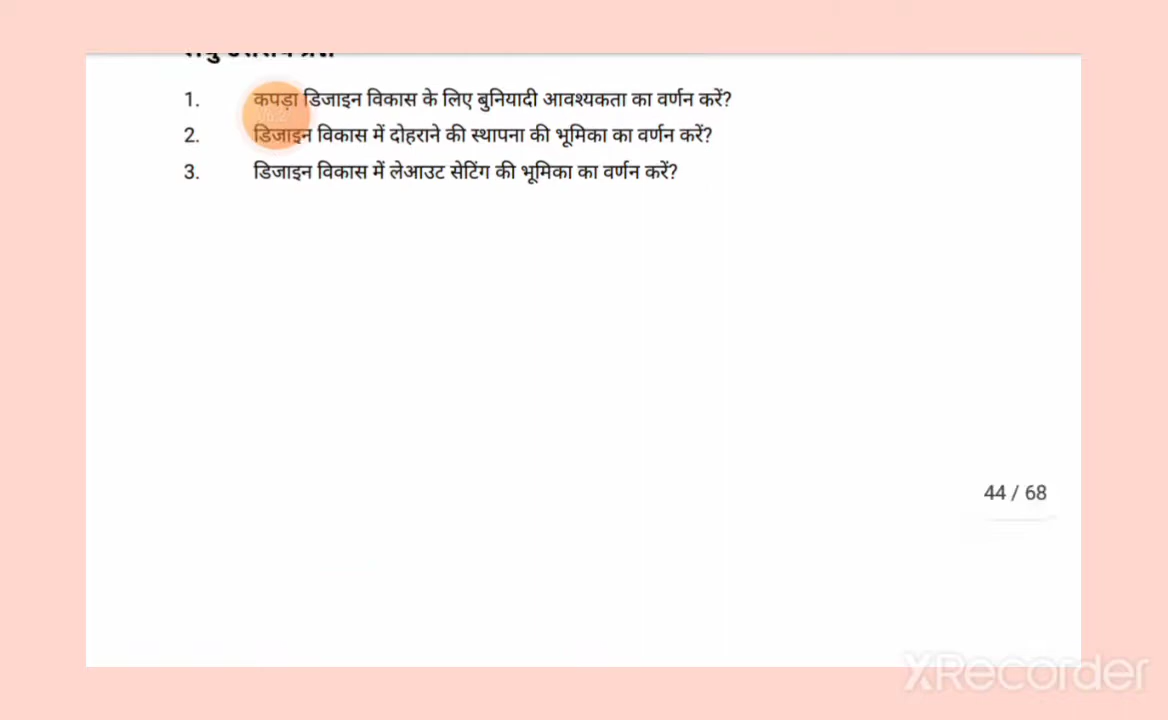 1. कपड़ा डिजाइन विकास के लिए बुनियादी आवश्यकता का वर्णन करें?
2. डिजाइन विकास में दोहराने की स्थापना की भूमिका का वर्णन करें?
3. डिजाइन विकास में लेआउट सेटिंग की भूमिका का वर्णन करें?
44 / 68
XRecorder